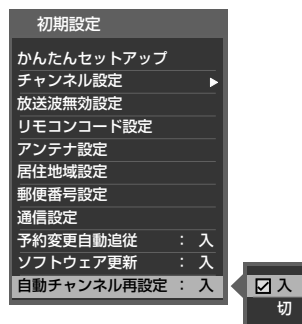 初期設定
かんたんセットアップ
チャンネル設定
放送波無効設定
リモコンコード設定
アンテナ設定
居住地域設定
郵便番号設定
通信設定
予約変更自動追従 : 入
ソフトウェア更新 : 入
自動チャンネル再設定 : 入
入
切